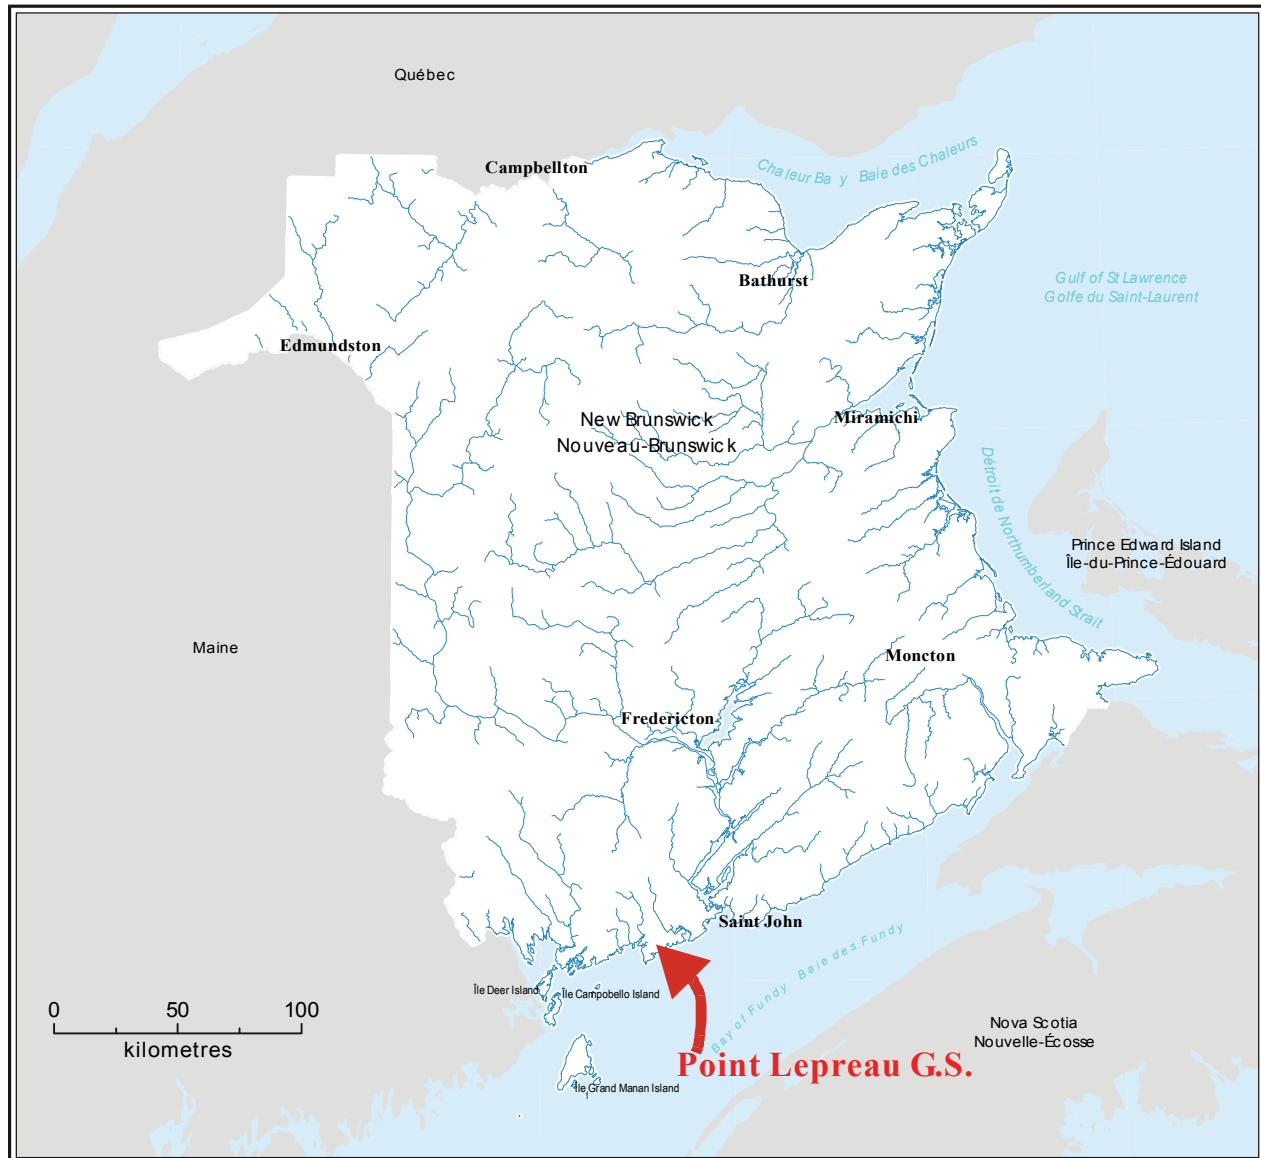 Québec
Campbellton
Chaleur Ba y Baie des Chaleurs
Bathurst
Gulf of St Lawrence
Golfe du Saint-Laurent
Edmundston
New Brunswick
Nouveau-Brunswick
Miramichi
Détroit de Northumberland Strait
Prince Edward Island
Île-du-Prince-Édouard
Maine
Moncton
Fredericton
Saint John
Bay of Fundy Baie des Fundy
Île Deer Island
Île Campobello Island
0 50 100
kilometres
Nova Scotia
Nouvelle-Écosse
Point Lepreau G.S.
Île Grand Manan Island